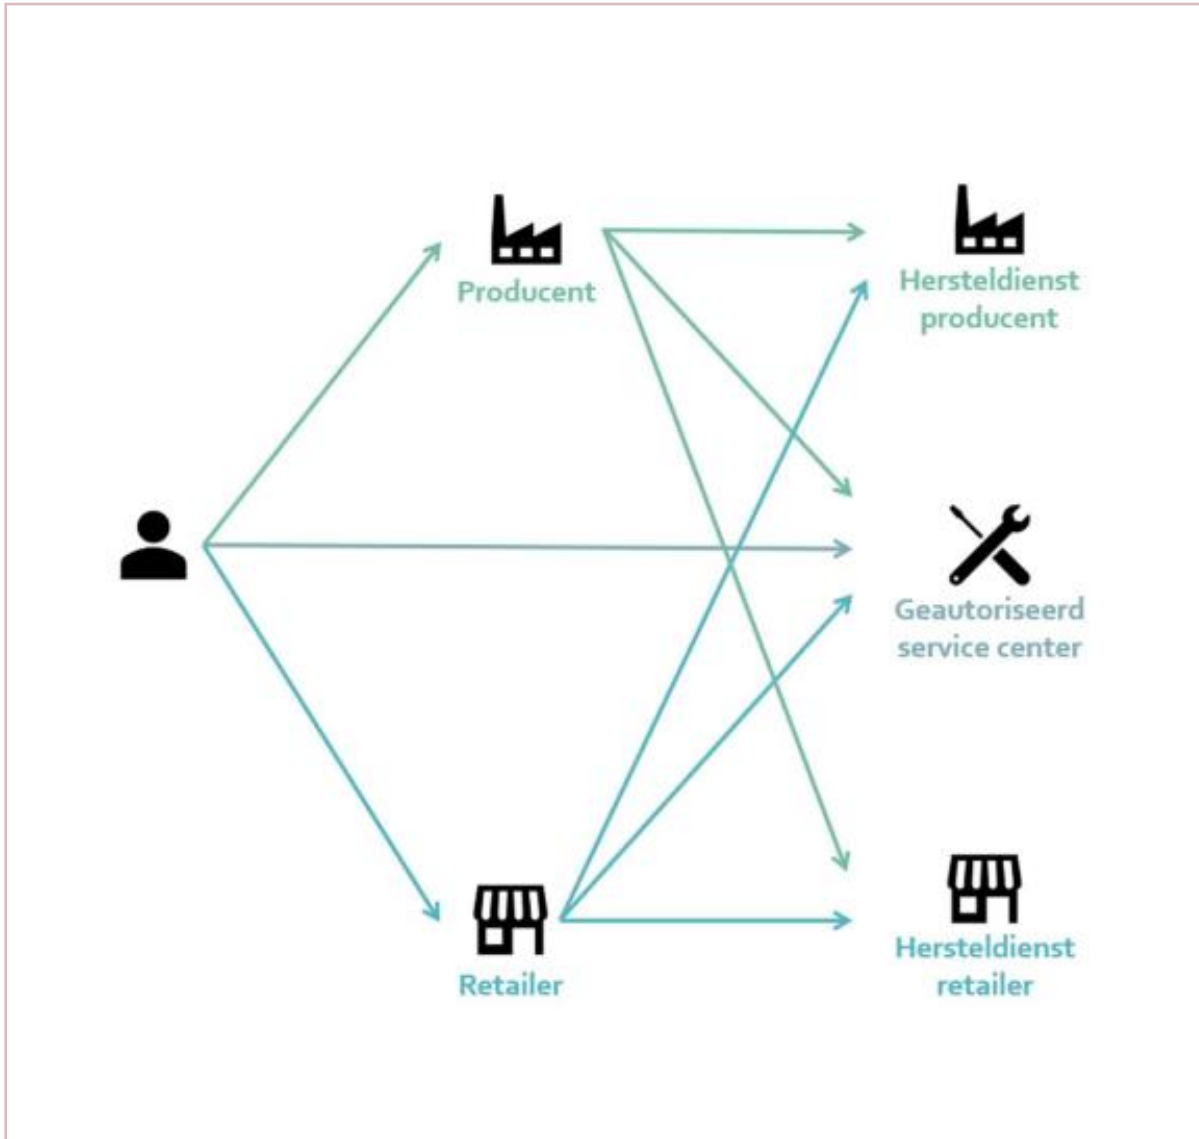 Producent
Hersteldienst
producent
Geautoriseerd
service center
Retailer
Hersteldienst
retailer